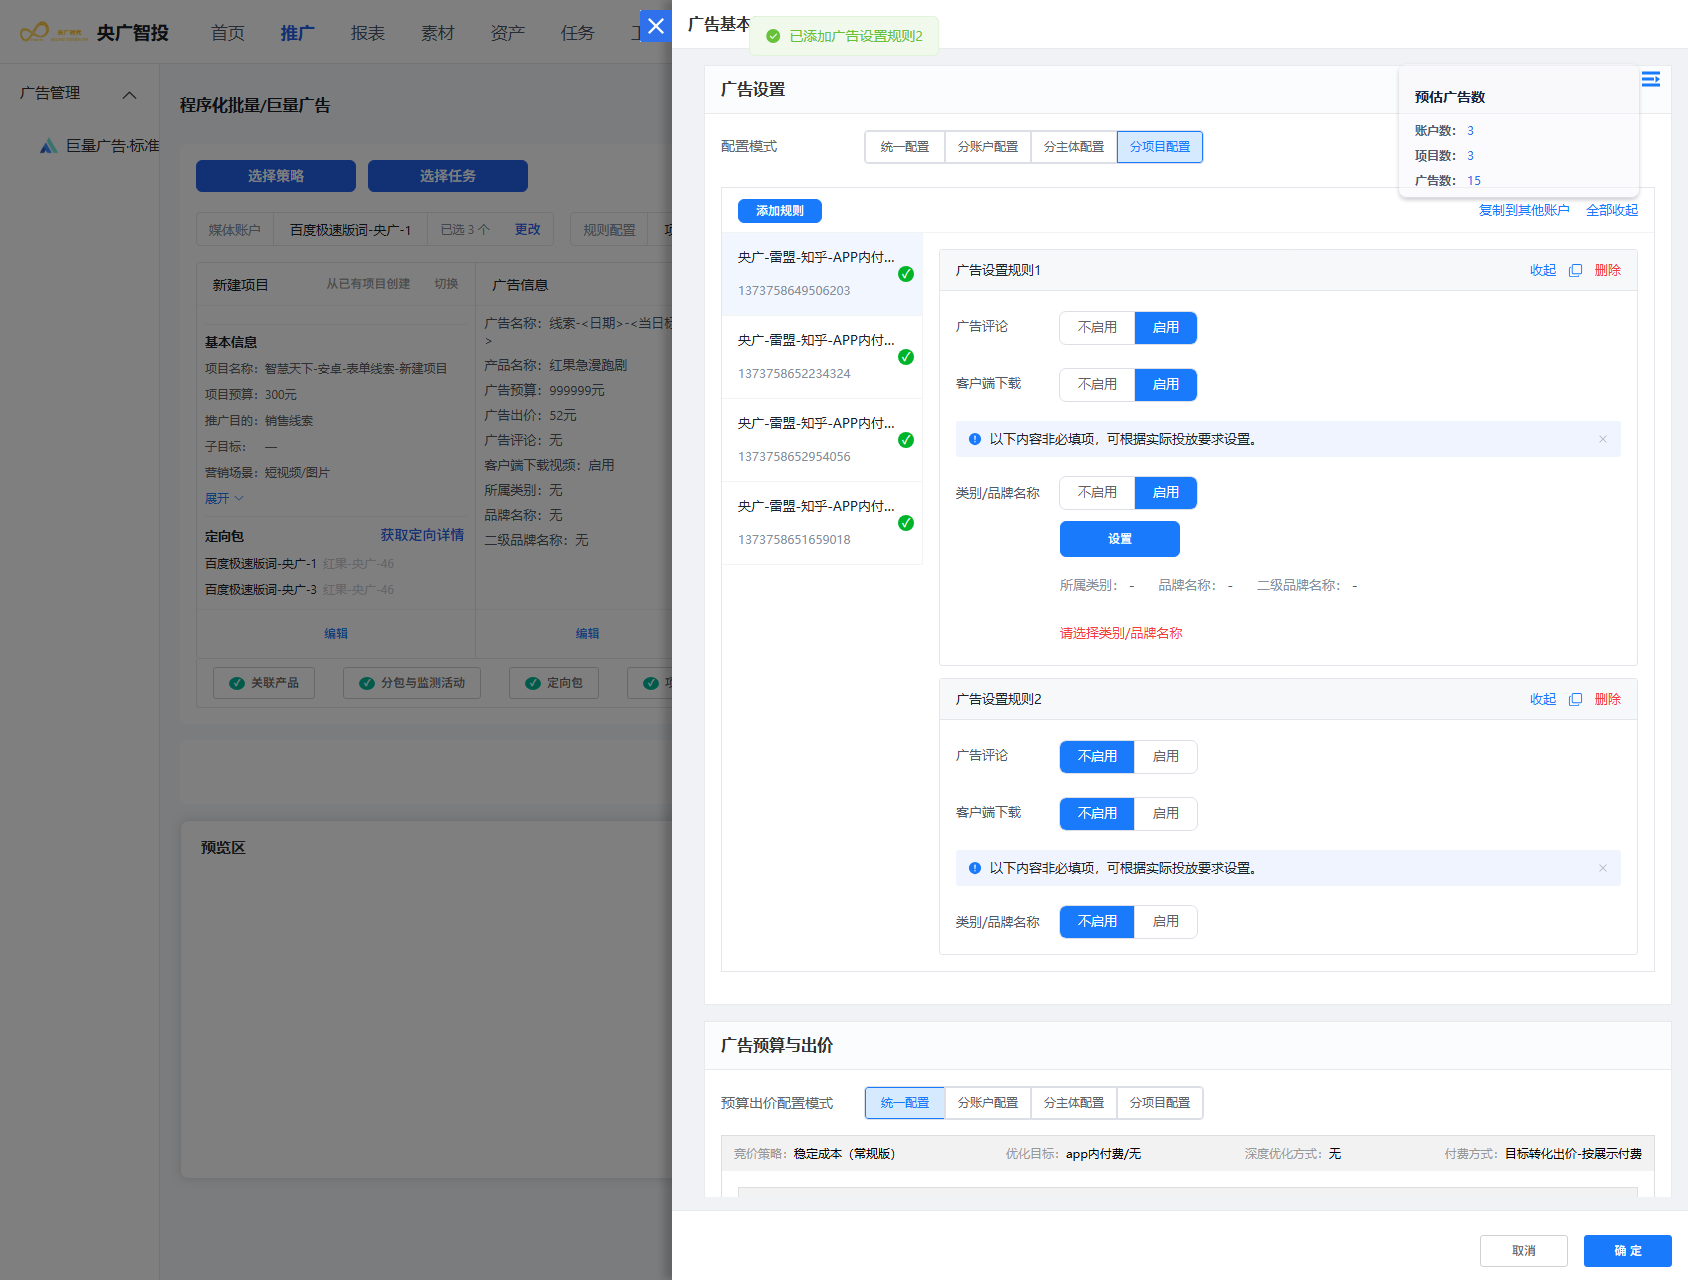 央广智投
首页
推广
报表
素材
资产
任务
广告管理
巨量广告·标准
程序化批量/巨量广告
选择策略
选择任务
媒体账户
百度极速版词-央广-1
已选 3 个
更改
规则配置
新建项目
从已有项目创建
切换
基本信息
项目名称：智慧天下-安卓-表单线索-新建项目
项目预算：300元
推广目的：销售线索
子目标：—
营销场景：短视频/图片
展开
定向包
获取定向详情
百度极速版词-央广-1 红果-央广-46
百度极速版词-央广-3 红果-央广-46
编辑
广告信息
广告名称：线索-<日期>-<当日标
>
产品名称：红果急漫跑剧
广告预算：999999元
广告出价：52元
广告评论：无
客户端下载视频：启用
所属类别：无
品牌名称：无
二级品牌名称：无
编辑
关联产品
分包与监测活动
定向包
预览区
广告基本
已添加广告设置规则2
广告设置
预估广告数
账户数：3
项目数：3
广告数：15
配置模式
统一配置
分账户配置
分主体配置
分项目配置
添加规则
复制到其他账户
全部收起
央广-雷盟-知乎-APP内付...
1373758649506203
央广-雷盟-知乎-APP内付...
1373758652234324
央广-雷盟-知乎-APP内付...
1373758652954056
央广-雷盟-知乎-APP内付...
1373758651659018
广告设置规则1
收起
删除
广告评论
不启用
启用
客户端下载
不启用
启用
以下内容非必填项，可根据实际投放要求设置。
类别/品牌名称
不启用
启用
设置
所属类别： -
品牌名称： -
二级品牌名称： -
请选择类别/品牌名称
广告设置规则2
收起
删除
广告评论
不启用
启用
客户端下载
不启用
启用
以下内容非必填项，可根据实际投放要求设置。
类别/品牌名称
不启用
启用
广告预算与出价
预算出价配置模式
统一配置
分账户配置
分主体配置
分项目配置
竞价策略：稳定成本（常规版）
优化目标：app内付费/无
深度优化方式：无
付费方式：目标转化出价-按展示付费
取消
确 定